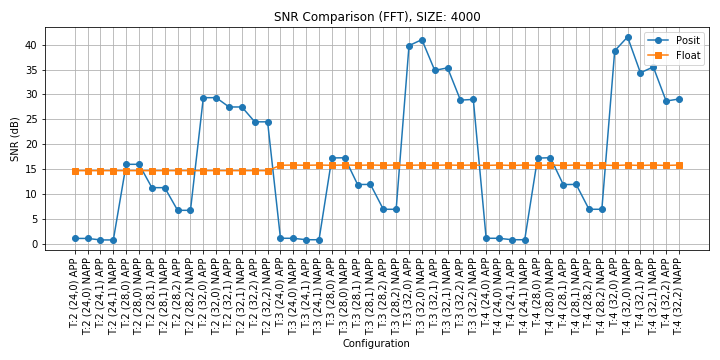 SNR Comparison (FFT), SIZE: 4000
Posit
Float
SNR (dB)
40
35
30
25
20
15
10
5
0
T:2 (24,0) APP
T:2 (24,0) NAPP
T:2 (24,1) APP
T:2 (24,1) NAPP
T:2 (28,0) APP
T:2 (28,0) NAPP
T:2 (28,1) APP
T:2 (28,1) NAPP
T:2 (28,2) APP
T:2 (28,2) NAPP
T:2 (32,0) APP
T:2 (32,0) NAPP
T:2 (32,1) APP
T:2 (32,1) NAPP
T:2 (32,2) APP
T:2 (32,2) NAPP
T:3 (24,0) APP
T:3 (24,0) NAPP
T:3 (24,1) APP
T:3 (24,1) NAPP
T:3 (28,0) APP
T:3 (28,0) NAPP
T:3 (28,1) APP
T:3 (28,1) NAPP
T:3 (28,2) APP
T:3 (28,2) NAPP
T:3 (32,0) APP
T:3 (32,0) NAPP
T:3 (32,1) APP
T:3 (32,1) NAPP
T:3 (32,2) APP
T:3 (32,2) NAPP
T:4 (24,0) APP
T:4 (24,0) NAPP
T:4 (24,1) APP
T:4 (24,1) NAPP
T:4 (28,0) APP
T:4 (28,0) NAPP
T:4 (28,1) APP
T:4 (28,1) NAPP
T:4 (28,2) APP
T:4 (28,2) NAPP
T:4 (32,0) APP
T:4 (32,0) NAPP
T:4 (32,1) APP
T:4 (32,1) NAPP
T:4 (32,2) APP
T:4 (32,2) NAPP
Configuration